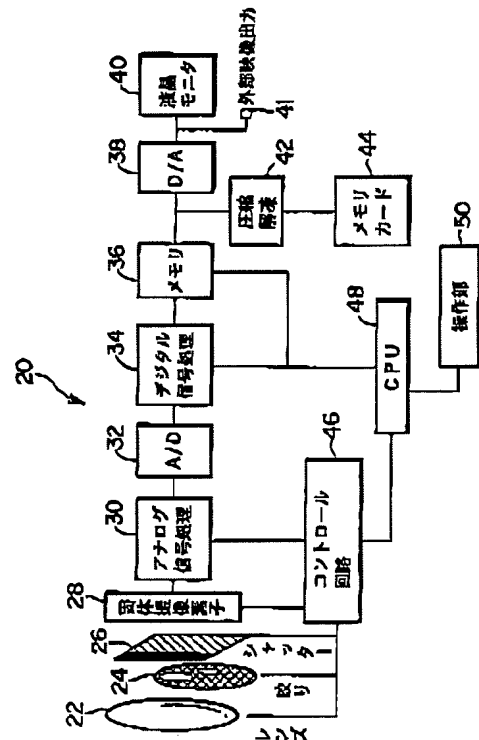 20
22
24
26
28
30
32
34
36
38
40
レンズ
絞り
シャッター
固体撮像素子
アナログ
信号処理
A/D
デジタル
信号処理
メモリ
D/A
液晶
モニタ
41
外部映像出力
42
圧縮
解凍
44
メモリ
カード
46
コントロール
回路
48
CPU
50
操作部